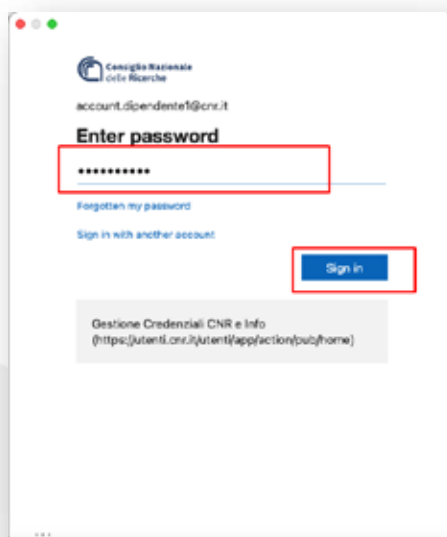 Consiglio Nazionale
delle Ricerche
account.dipendente1@cnr.it
Enter password
••••••••••
Forgotten my password
Sign in with another account
Sign in
Gestione Credenziali CNR e Info
(https://utenti.cnr.it/utenti/app/action/pub/home)